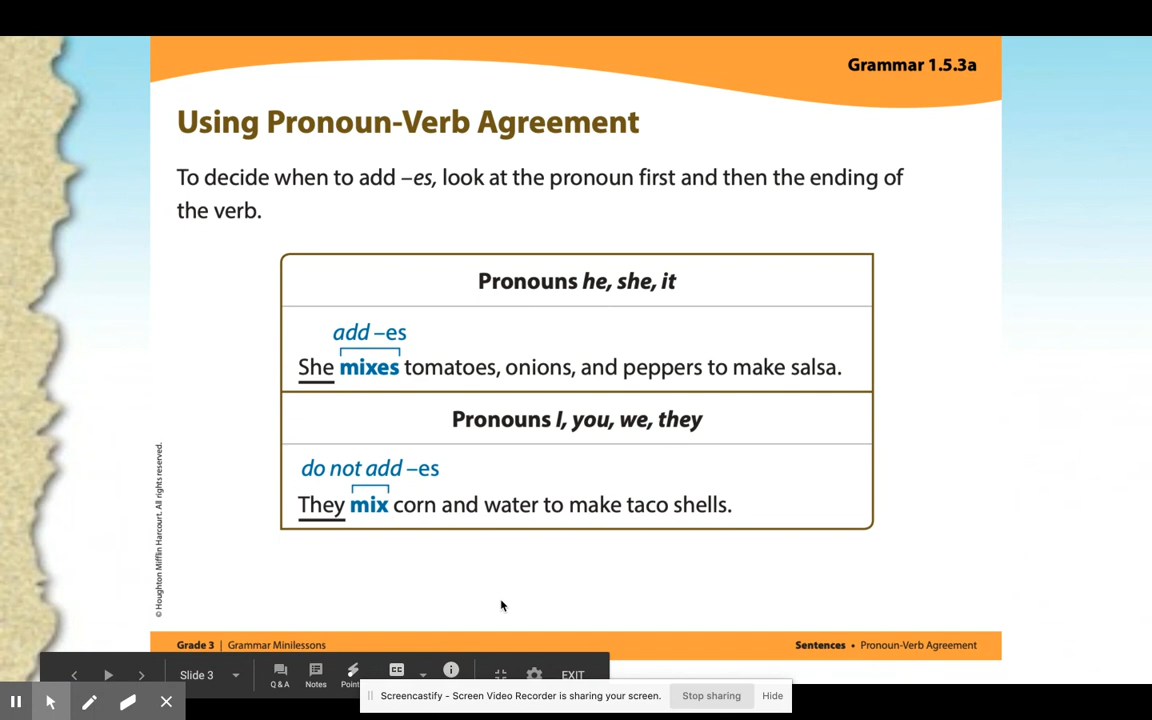 Grammar 1.5.3a
Using Pronoun-Verb Agreement
To decide when to add –es, look at the pronoun first and then the ending of
the verb.
Pronouns he, she, it
add –es
She mixes tomatoes, onions, and peppers to make salsa.
Pronouns I, you, we, they
do not add –es
They mix corn and water to make taco shells.
© Houghton Mifflin Harcourt. All rights reserved.
Grade 3 | Grammar Minilessons
Sentences • Pronoun-Verb Agreement
Slide 3
Q & A
Notes
Point
CC
EXIT
Screencastify - Screen Video Recorder is sharing your screen.
Stop sharing
Hide